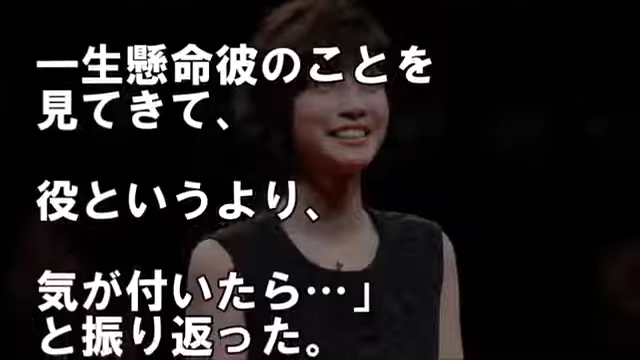 一生懸命彼のことを
見てきて、
役というより、
気が付いたら…」
と振り返った。